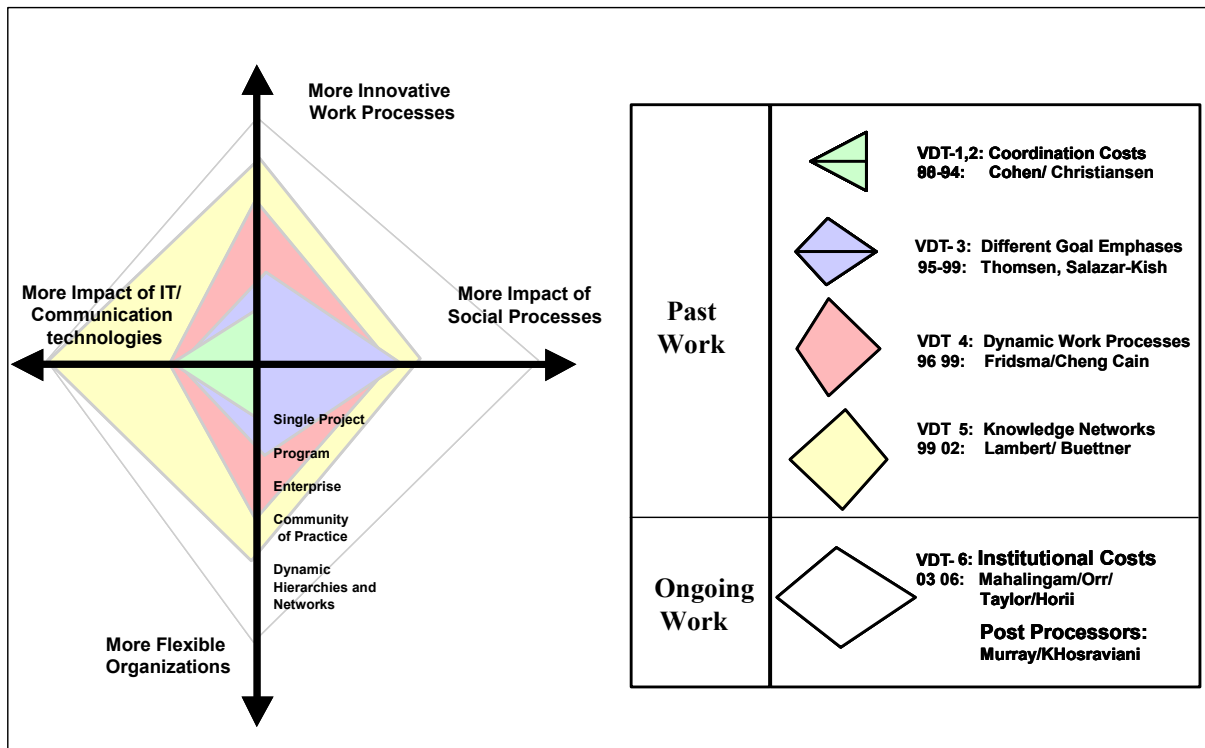 More Innovative
Work Processes
More Impact of IT/
Communication
technologies
More Impact of
Social Processes
Single Project
Program
Enterprise
Community
of Practice
Dynamic
Hierarchies and
Networks
More Flexible
Organizations
Past
Work
VDT-1,2: Coordination Costs
88-94: Cohen/ Christiansen
VDT- 3: Different Goal Emphases
95-99: Thomsen, Salazar-Kish
VDT 4: Dynamic Work Processes
96 99: Fridsma/Cheng Cain
VDT 5: Knowledge Networks
99 02: Lambert/ Buettner
Ongoing
Work
VDT- 6: Institutional Costs
03 06: Mahalingam/Orr/
Taylor/Horii
Post Processors:
Murray/KHosraviani